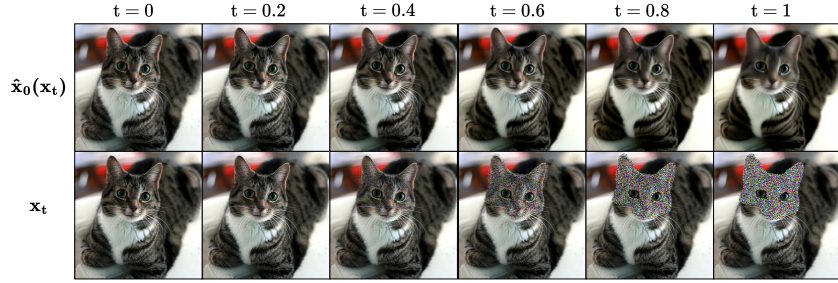 t = 0 t = 0.2 t = 0.4 t = 0.6 t = 0.8 t = 1
x̂₀(xₜ)
xₜ